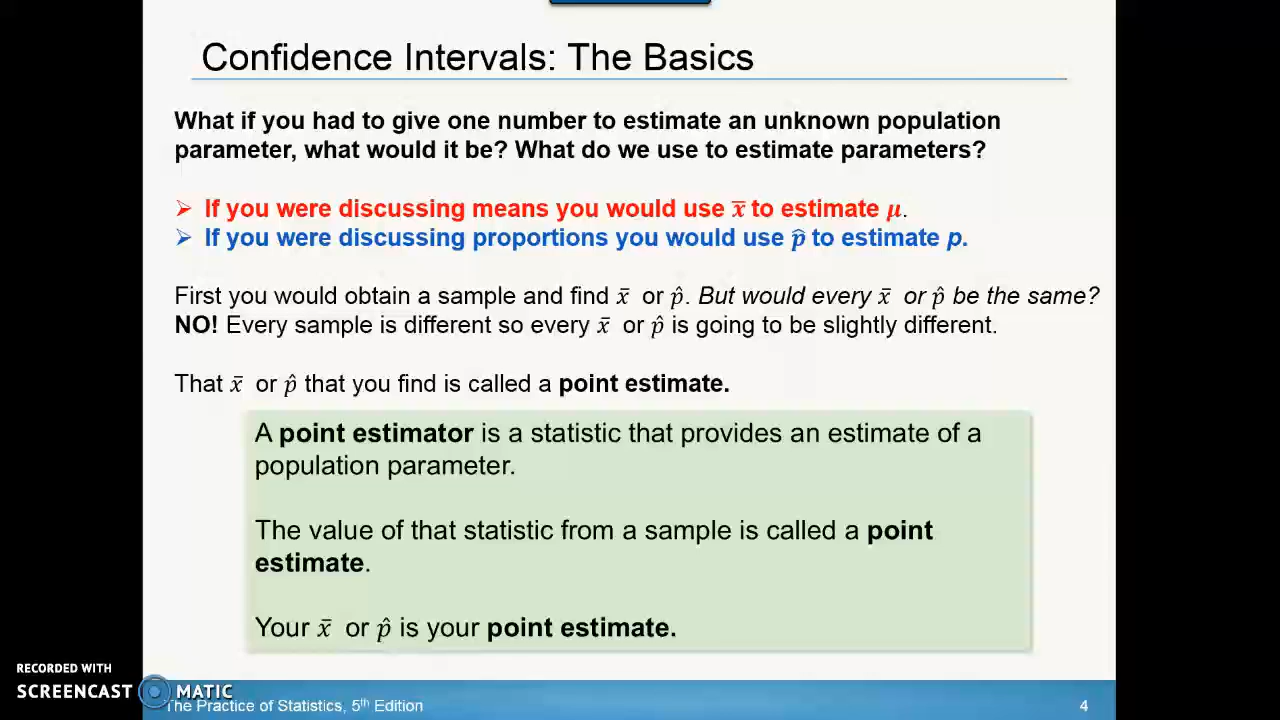 Confidence Intervals: The Basics
What if you had to give one number to estimate an unknown population
parameter, what would it be? What do we use to estimate parameters?
➢ If you were discussing means you would use x̄ to estimate μ.
➢ If you were discussing proportions you would use p̂ to estimate p.
First you would obtain a sample and find x̄ or p̂. But would every x̄ or p̂ be the same?
NO! Every sample is different so every x̄ or p̂ is going to be slightly different.
That x̄ or p̂ that you find is called a point estimate.
A point estimator is a statistic that provides an estimate of a
population parameter.
The value of that statistic from a sample is called a point
estimate.
Your x̄ or p̂ is your point estimate.
RECORDED WITH
SCREENCAST MATIC
The Practice of Statistics, 5th Edition
4